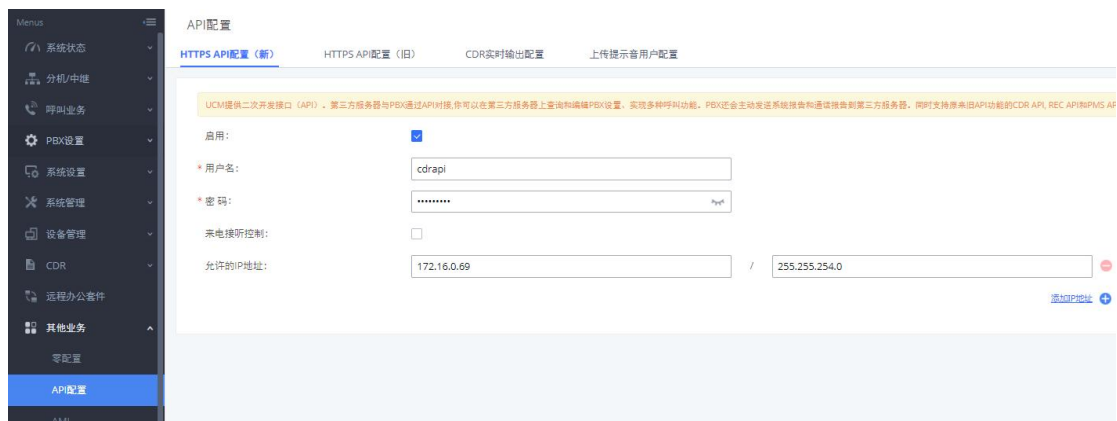 Menus
API配置
系统状态
HTTPS API配置（新）
HTTPS API配置（旧）
CDR实时输出配置
上传提示音用户配置
分机/中继
呼叫业务
UCM提供二次开发接口（API）。第三方服务器与PBX通过API对接,你可以在第三方服务器上查询和编辑PBX设置，实现多种呼叫功能。PBX还会主动发送系统报告和通话报告到第三方服务器。同时支持原来旧API功能的CDR API, REC API和PMS AP
PBX设置
启用：
系统设置
* 用户名：
cdrapi
系统管理
* 密 码：
•••••••••
设备管理
来电接听控制：
CDR
允许的IP地址：
172.16.0.69
/
255.255.254.0
远程办公套件
添加IP地址
其他业务
零配置
API配置
AMI